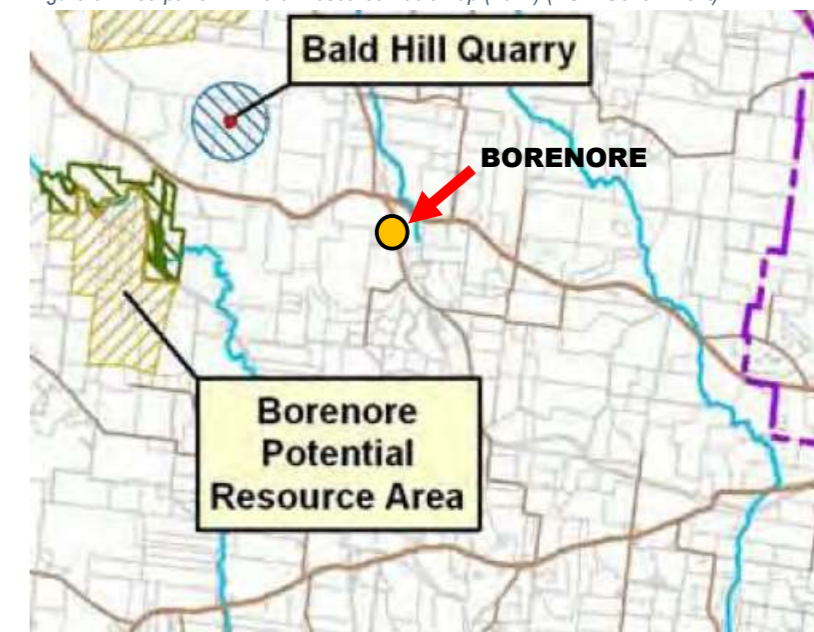 Bald Hill Quarry
BORENORE
Borenore
Potential
Resource Area